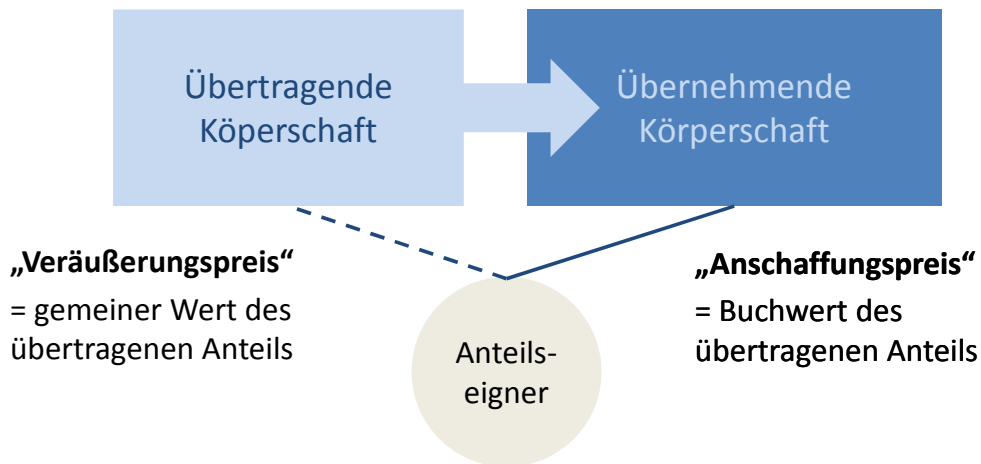 Übertragende
Köperschaft
Übernehmende
Körperschaft
„Veräußerungspreis“
= gemeiner Wert des
übertragenen Anteils
„Anschaffungspreis“
= Buchwert des
übertragenen Anteils
Anteils-
eigner